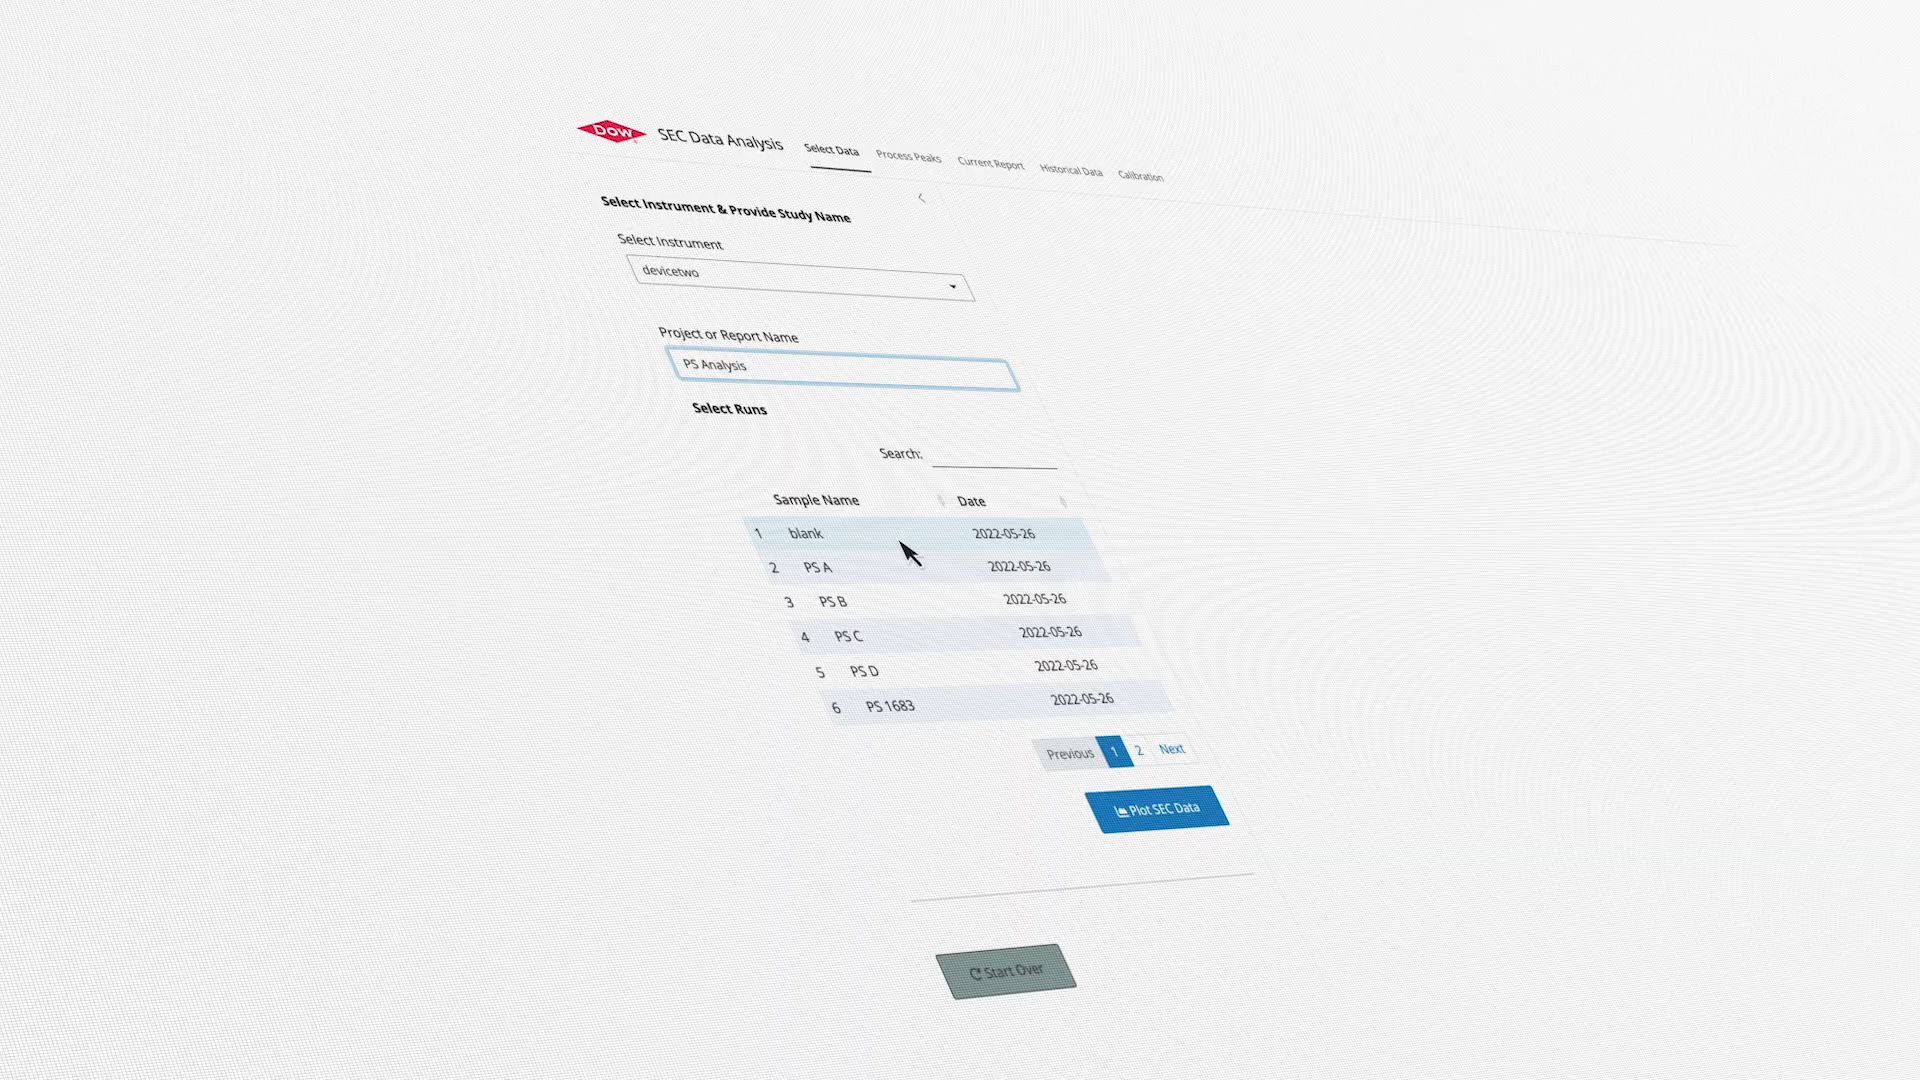 Dow SEC Data Analysis Select Data Process Peaks Current Report Historical Data Calibration
Select Instrument & Provide Study Name
Select Instrument
devicetwo
Project or Report Name
PS Analysis
Select Runs
Search:
Sample Name Date
1 blank 2022-05-26
2 PS A 2022-05-26
3 PS B 2022-05-26
4 PS C 2022-05-26
5 PS D 2022-05-26
6 PS 1683 2022-05-26
Previous 1 2 Next
Plot SEC Data
Start Over